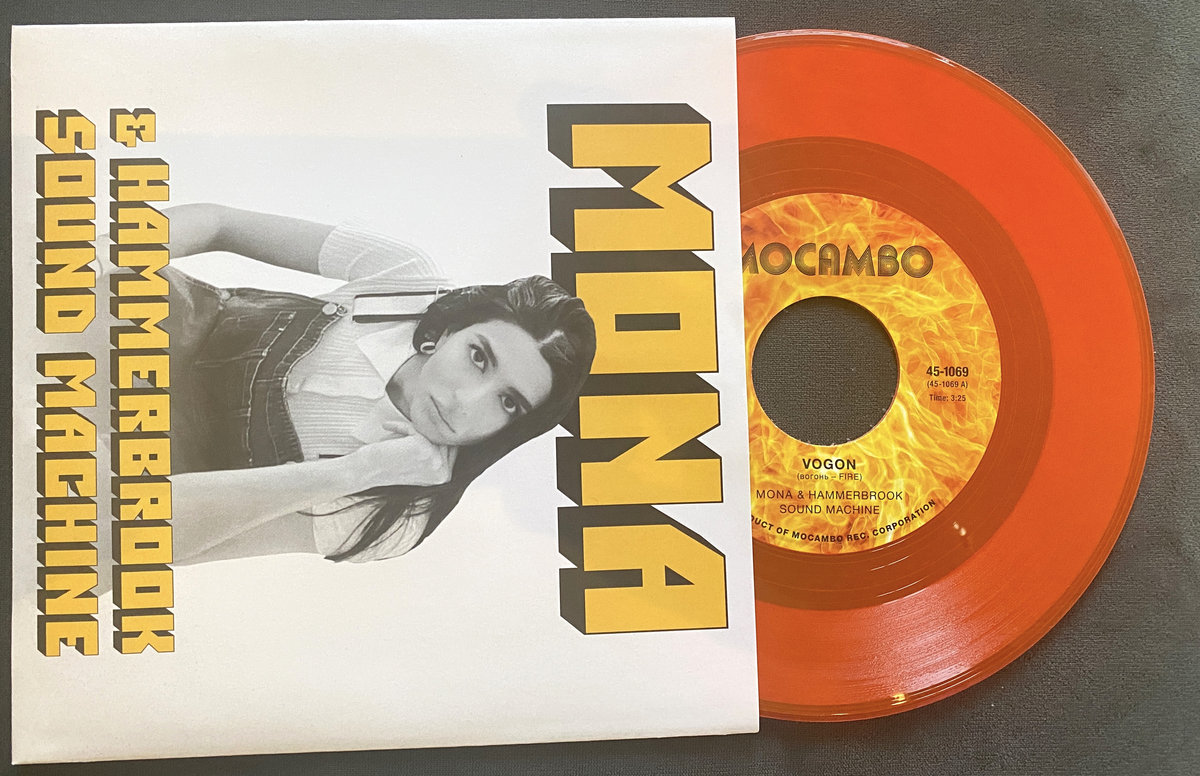 MONA
& HAMMERBROOK
SOUND MACHINE
MOCAMBO
45-1069
(45-1069 A)
Time: 3:25
VOGON
(вогонь – FIRE)
MONA & HAMMERBROOK
SOUND MACHINE
OF MOCAMBO REC. CORPORATION